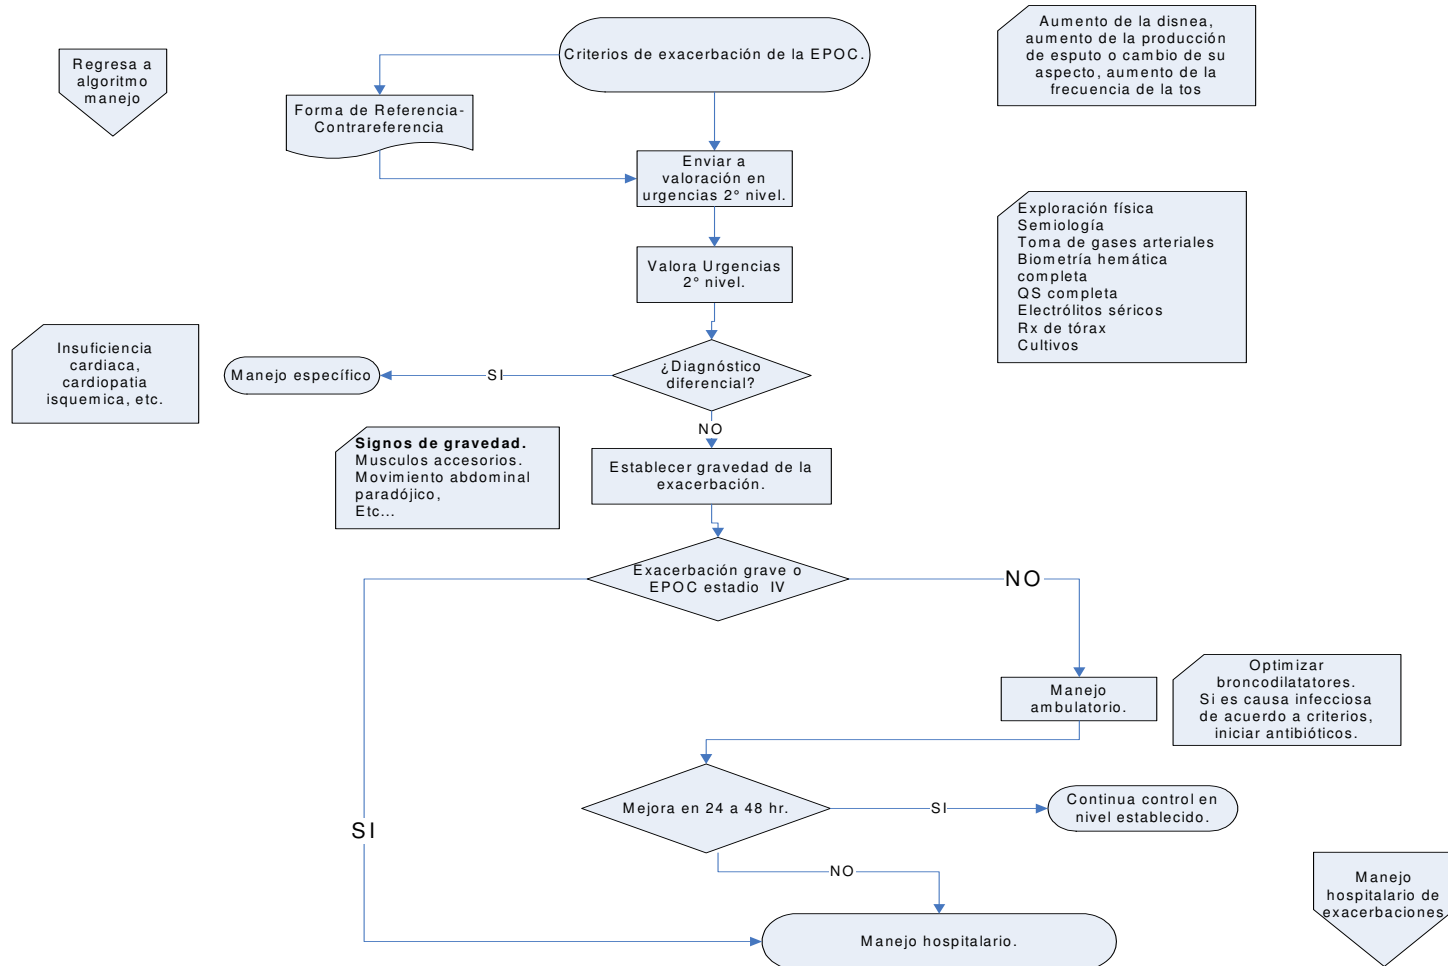 Regresa a
algoritmo
manejo
Criterios de exacerbación de la EPOC.
Aumento de la disnea,
aumento de la producción
de esputo o cambio de su
aspecto, aumento de la
frecuencia de la tos
Forma de Referencia-
Contrareferencia
Enviar a
valoración en
urgencias 2° nivel.
Exploración física
Semiología
Toma de gases arteriales
Biometría hemática
completa
QS completa
Electrólitos séricos
Rx de tórax
Cultivos
Valora Urgencias
2° nivel.
Insuficiencia
cardiaca,
cardiopatia
isquemica, etc.
Manejo específico
SI
¿Diagnóstico
diferencial?
NO
Signos de gravedad.
Musculos accesorios.
Movimiento abdominal
paradójico,
Etc...
Establecer gravedad de la
exacerbación.
Exacerbación grave o
EPOC estadio IV
NO
Manejo
ambulatorio.
Optimizar
broncodilatatores.
Si es causa infecciosa
de acuerdo a criterios,
iniciar antibióticos.
Mejora en 24 a 48 hr.
SI
Continua control en
nivel establecido.
SI
NO
Manejo hospitalario.
Manejo
hospitalario de
exacerbaciones